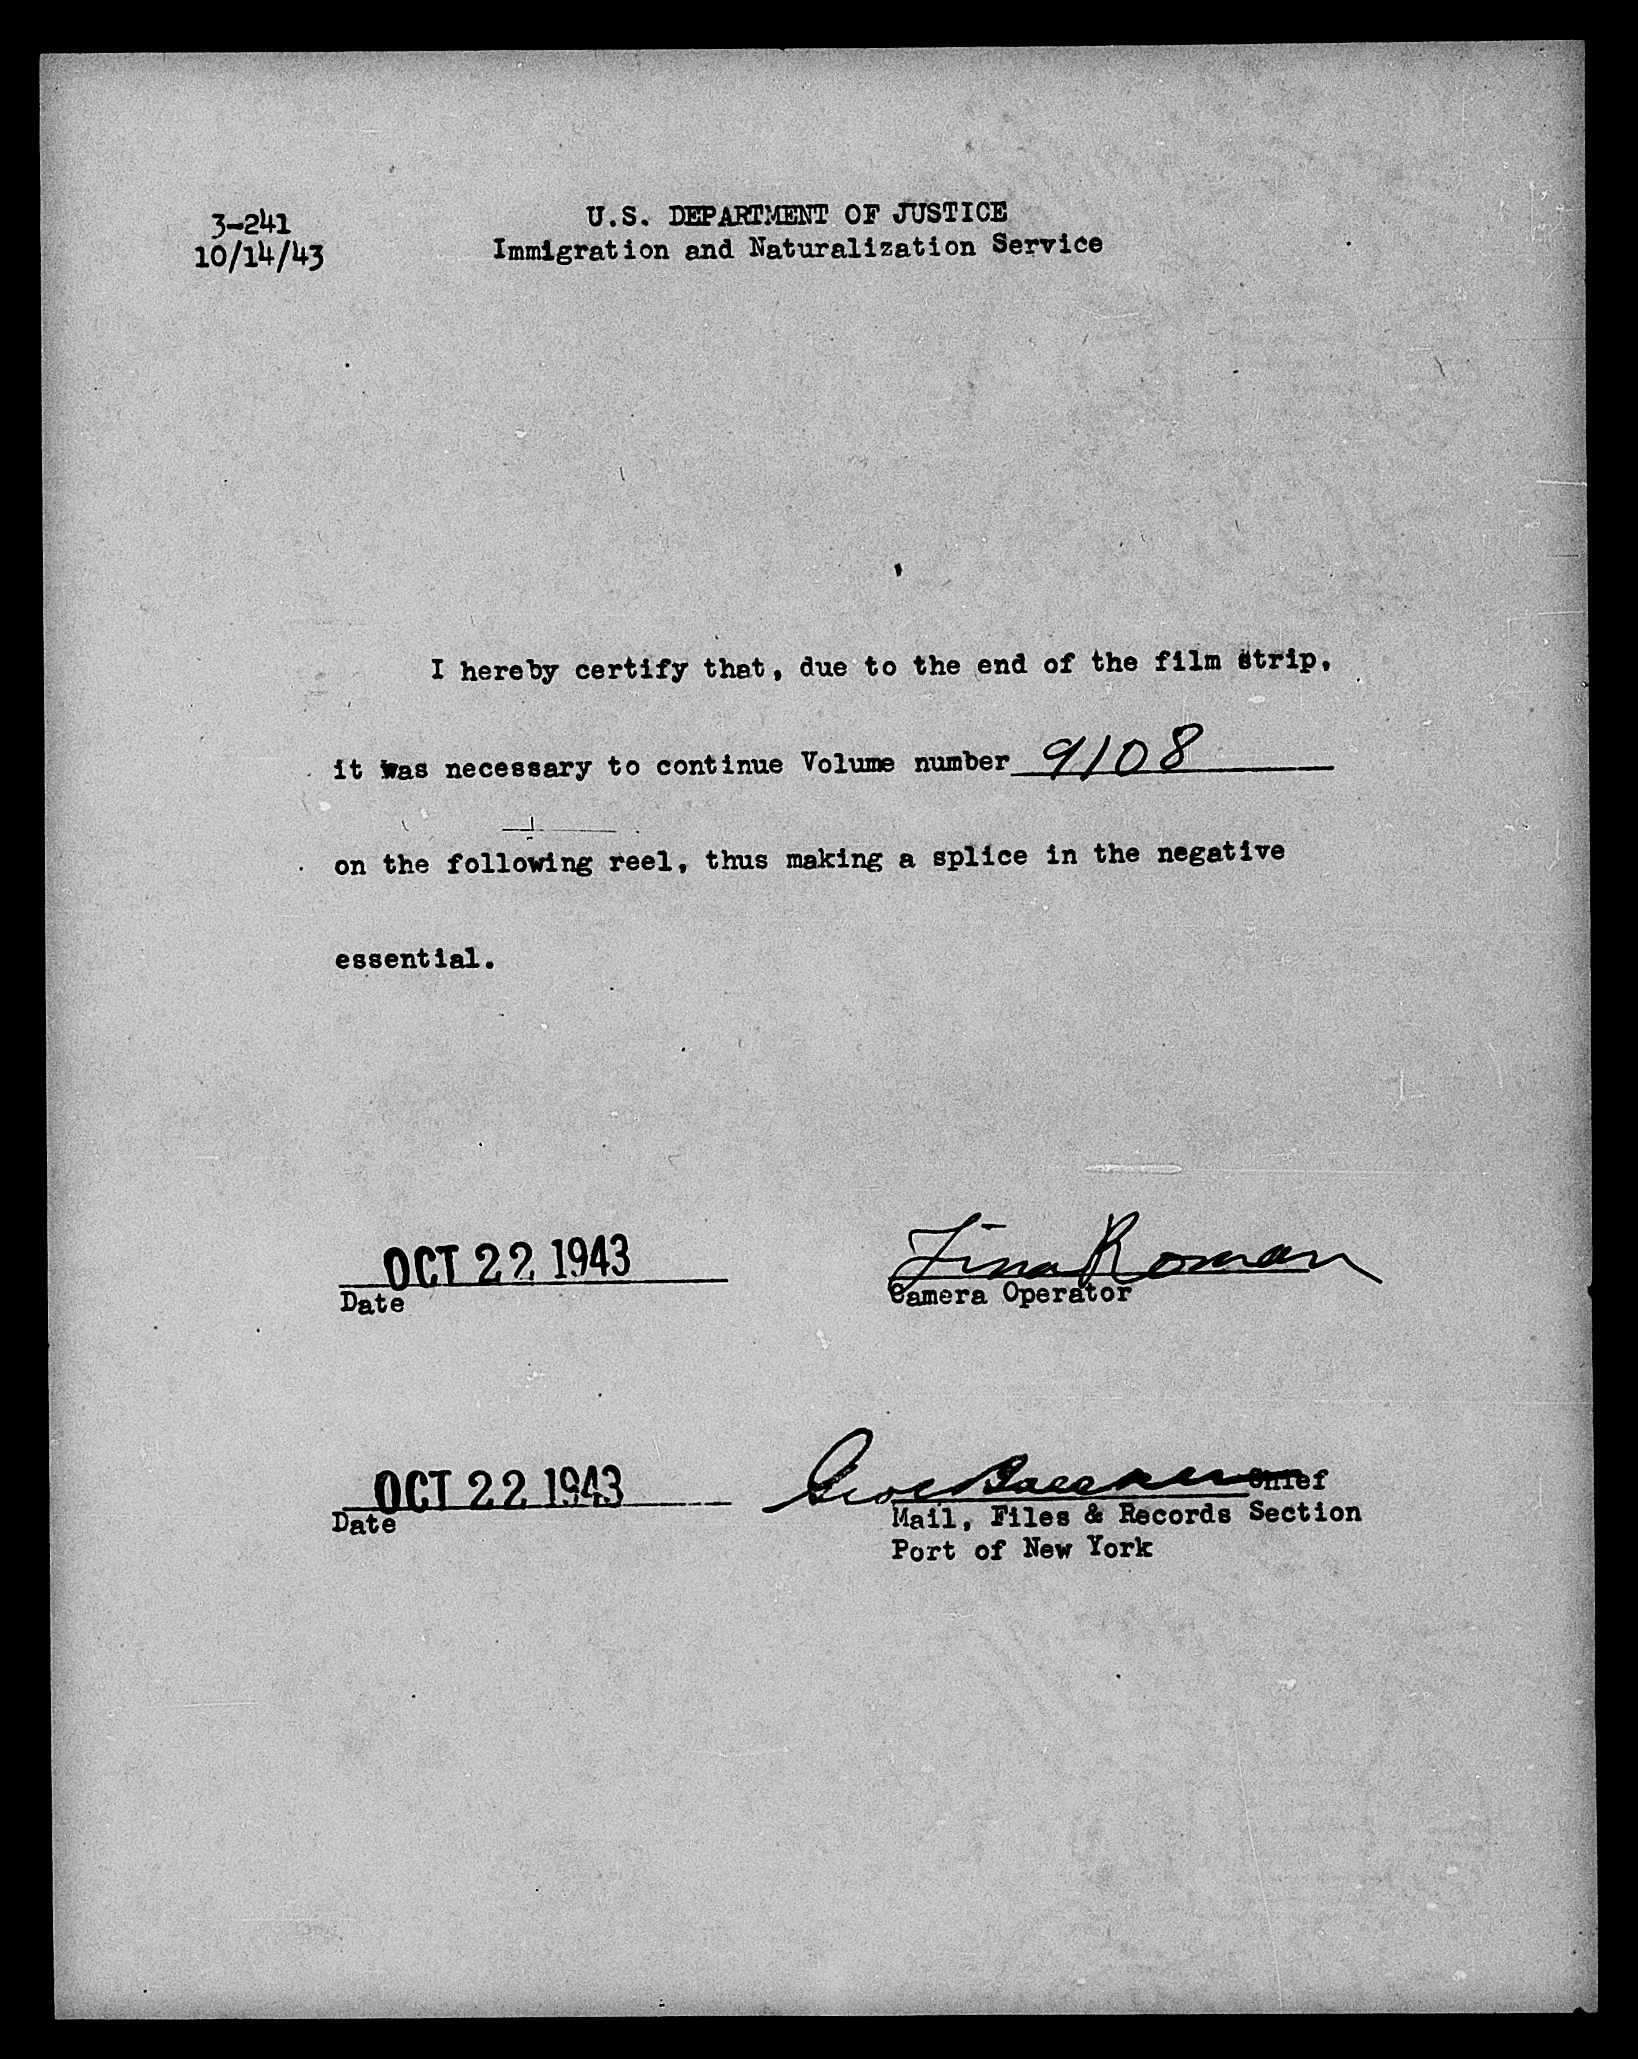 3-241
10/14/43
U.S. DEPARTMENT OF JUSTICE
Immigration and Naturalization Service
I hereby certify that, due to the end of the film strip,
it was necessary to continue Volume number 9108
on the following reel, thus making a splice in the negative
essential.
OCT 22 1943
Date
Tina Roman
Camera Operator
OCT 22 1943
Date
Chief
Mail, Files & Records Section
Port of New York